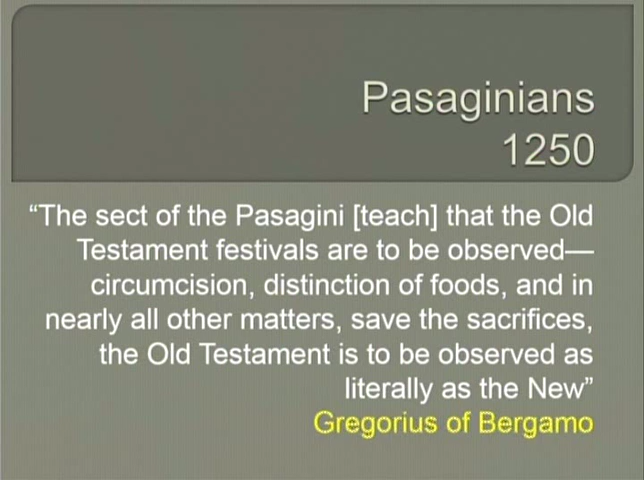 Pasaginians
1250
“The sect of the Pasagini [teach] that the Old
Testament festivals are to be observed—
circumcision, distinction of foods, and in
nearly all other matters, save the sacrifices,
the Old Testament is to be observed as
literally as the New”
Gregorius of Bergamo